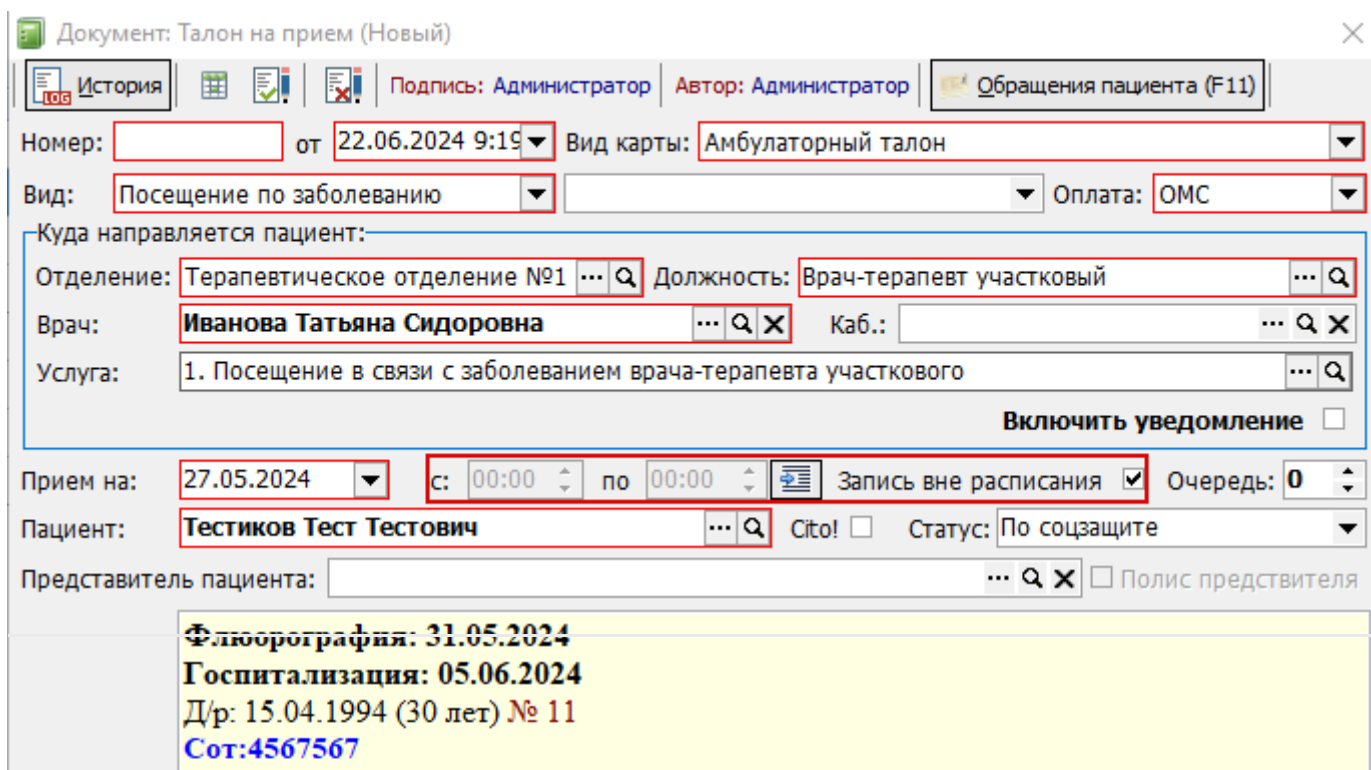 Документ: Талон на прием (Новый)
LOG История Подпись: Администратор Автор: Администратор Обращения пациента (F11)
Номер: от 22.06.2024 9:19 Вид карты: Амбулаторный талон
Вид: Посещение по заболеванию Оплата: ОМС
Куда направляется пациент:
Отделение: Терапевтическое отделение №1 ... Должность: Врач-терапевт участковый ...
Врач: Иванова Татьяна Сидоровна ... Каб.: ...
Услуга: 1. Посещение в связи с заболеванием врача-терапевта участкового ...
Включить уведомление
Прием на: 27.05.2024 с: 00:00 по 00:00 Запись вне расписания Очередь: 0
Пациент: Тестиков Тест Тестович ... Cito! Статус: По соцзащите
Представитель пациента: ... Полис предствителя
Флюорография: 31.05.2024
Госпитализация: 05.06.2024
Д/р: 15.04.1994 (30 лет) № 11
Сот:4567567